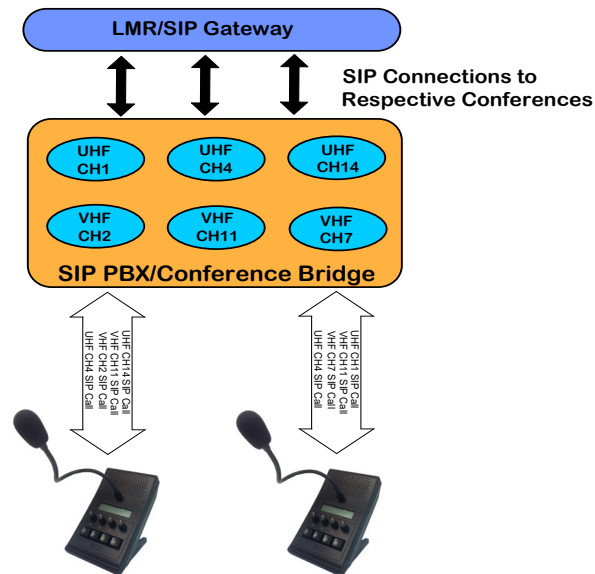 LMR/SIP Gateway
SIP Connections to
Respective Conferences
UHF
CH1
UHF
CH4
UHF
CH14
VHF
CH2
VHF
CH11
VHF
CH7
SIP PBX/Conference Bridge
UHF CH14 SIP Call
VHF CH11 SIP Call
VHF CH2 SIP Call
UHF CH4 SIP Call
UHF CH1 SIP Call
VHF CH11 SIP Call
VHF CH7 SIP Call
UHF CH4 SIP Call